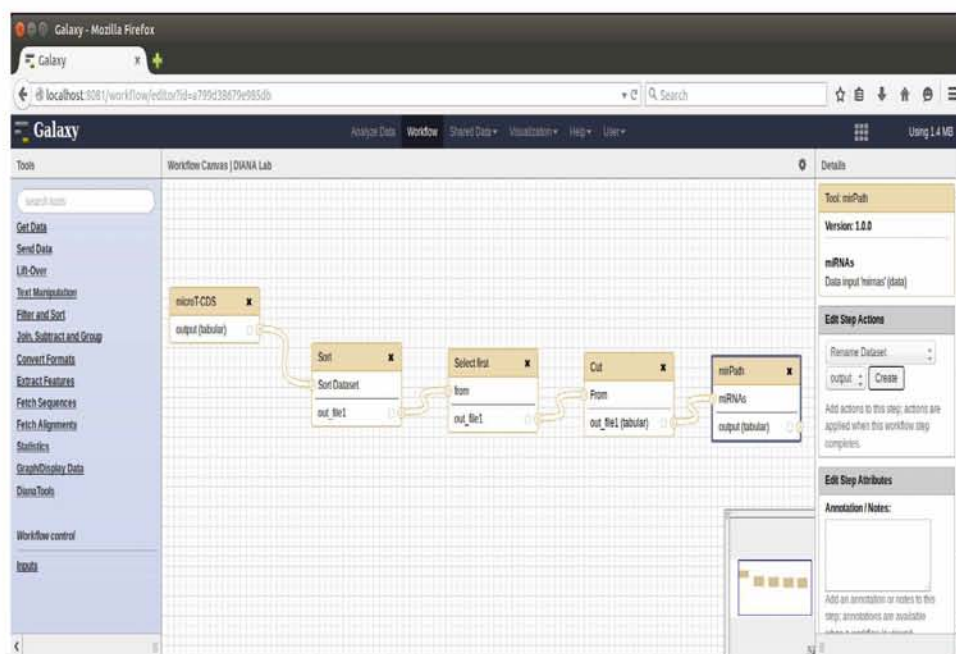 Galaxy - Mozilla Firefox
Galaxy
localhost:8081/workflow/editor?id=a799d38679e985db
Search
Galaxy
Analyze Data Workflow Shared Data Visualization Help User
Using 1.4 MB
Tools
search tools
Get Data
Send Data
Lift-Over
Text Manipulation
Filter and Sort
Join, Subtract and Group
Convert Formats
Extract Features
Fetch Sequences
Fetch Alignments
Statistics
Graph/Display Data
DianaTools
Workflow control
Inputs
Workflow Canvas | DIANA Lab
microT-CDS
output (tabular)
Sort
Sort Dataset
out_file1
Select first
from
out_file1
Cut
From
out_file1 (tabular)
mirPath
miRNAs
output (tabular)
Details
Tool: mirPath
Version: 1.0.0
miRNAs
Data input 'mirnas' (data)
Edit Step Actions
Rename Dataset
output Create
Add actions to this step; actions are
applied when this workflow step
completes.
Edit Step Attributes
Annotation / Notes:
Add an annotation or notes to this
step; annotations are available